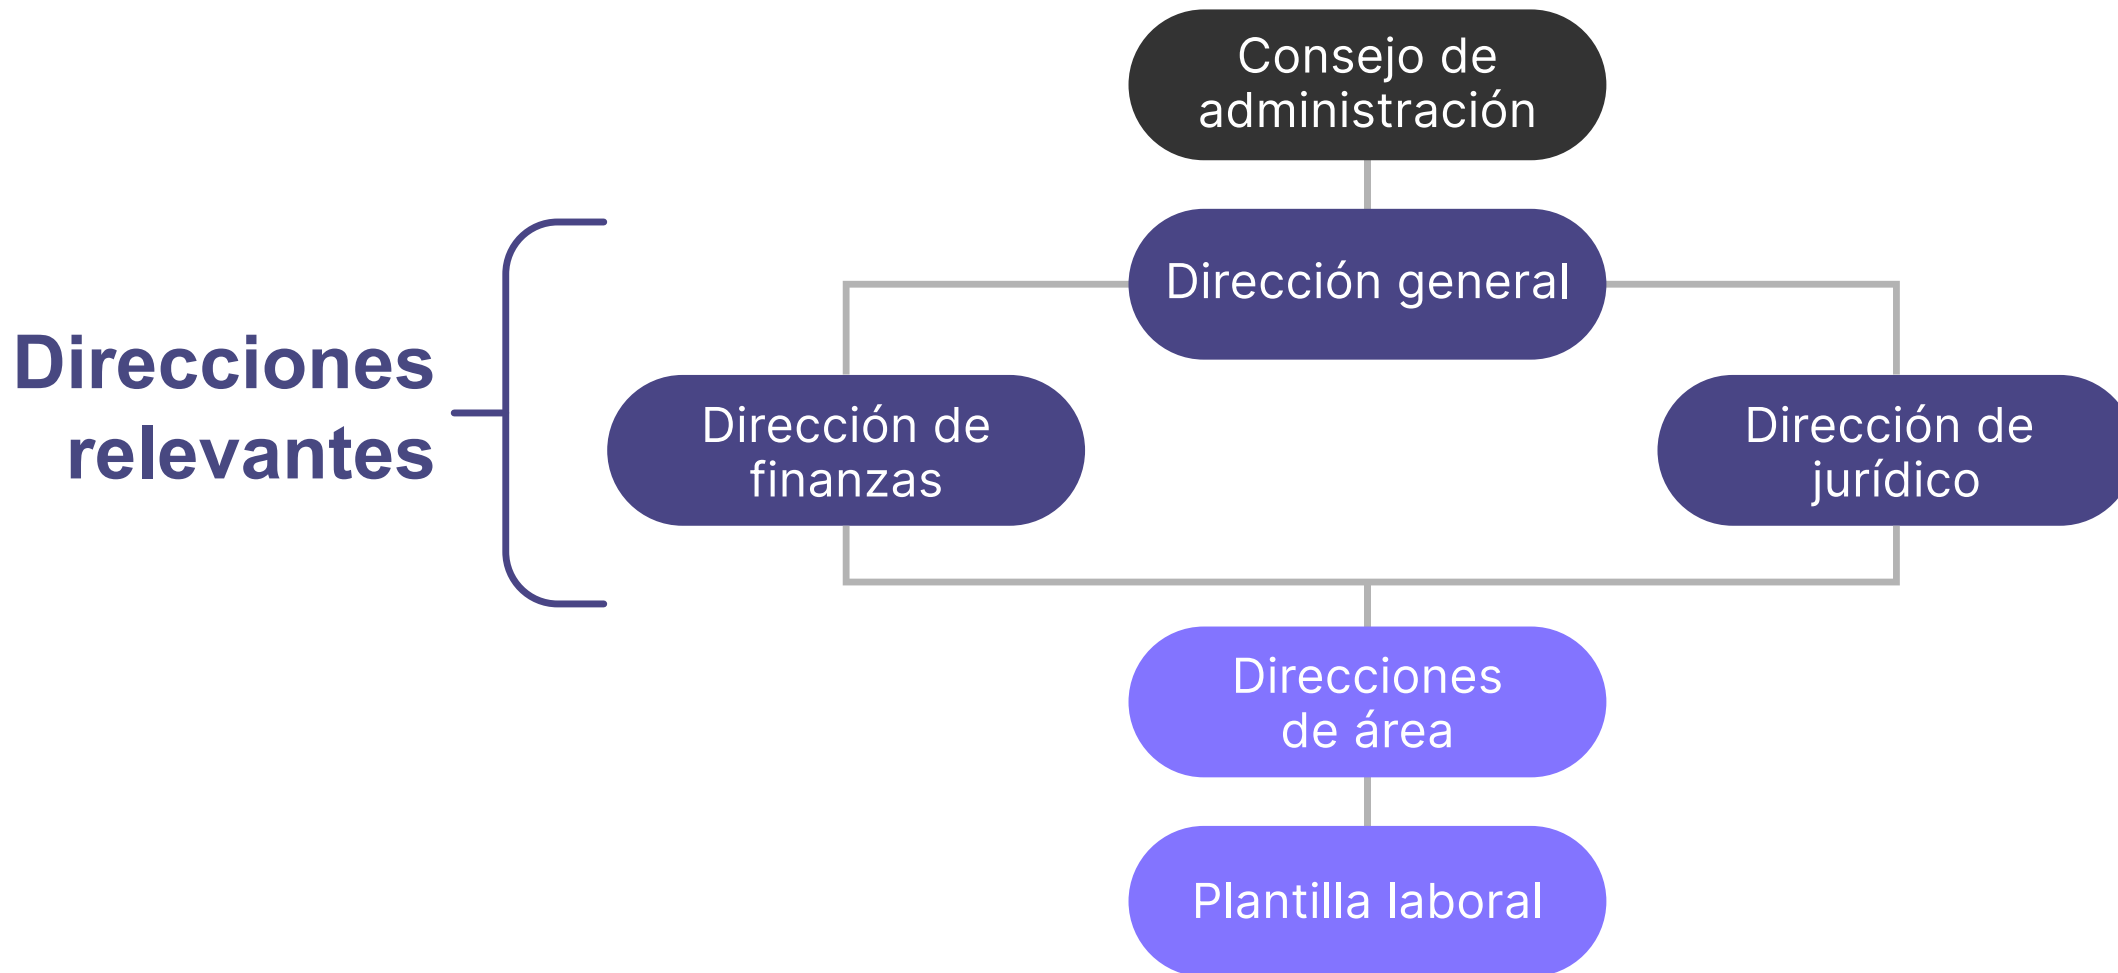 Consejo de
administración
Dirección general
Direcciones
relevantes
Dirección de
finanzas
Dirección de
jurídico
Direcciones
de área
Plantilla laboral